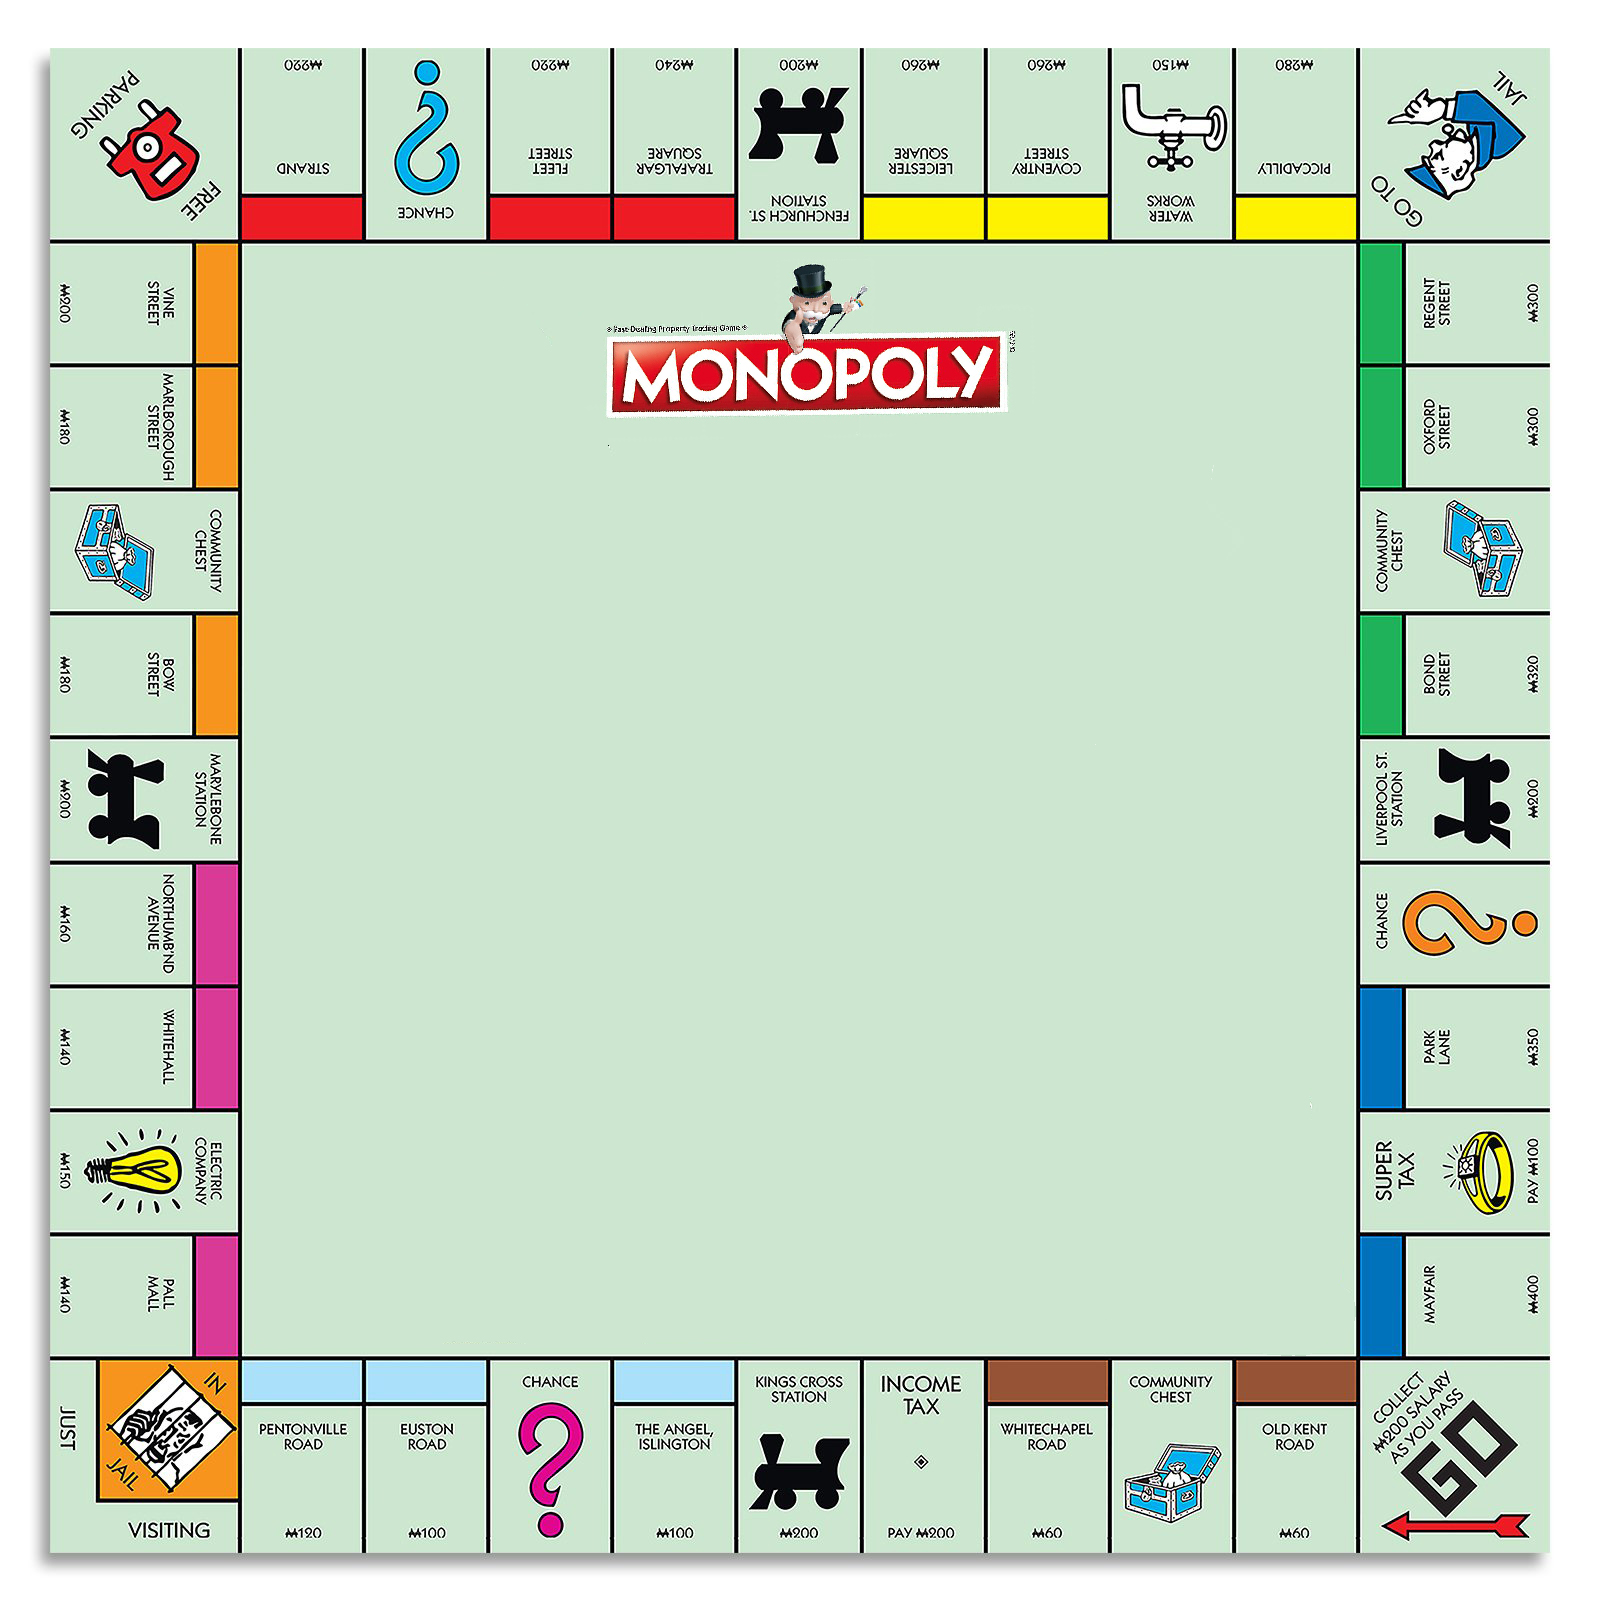 COLLECT
₩200 SALARY
AS YOU PASS
GO
OLD KENT
ROAD
₩60
COMMUNITY
CHEST
WHITECHAPEL
ROAD
₩60
INCOME
TAX
PAY ₩200
KINGS CROSS
STATION
₩200
THE ANGEL,
ISLINGTON
₩100
CHANCE
?
EUSTON
ROAD
₩100
PENTONVILLE
ROAD
₩120
IN
JAIL
JUST
VISITING
PALL
MALL
₩140
ELECTRIC
COMPANY
₩150
WHITEHALL
₩140
NORTHUMB'ND
AVENUE
₩160
MARYLEBONE
STATION
₩200
BOW
STREET
₩180
COMMUNITY
CHEST
MARLBOROUGH
STREET
₩180
VINE
STREET
₩200
FREE
PARKING
STRAND
₩220
CHANCE
?
FLEET
STREET
₩220
TRAFALGAR
SQUARE
₩240
FENCHURCH ST.
STATION
₩200
LEICESTER
SQUARE
₩260
COVENTRY
STREET
₩260
WATER
WORKS
₩150
PICCADILLY
₩280
GO TO
JAIL
REGENT
STREET
₩300
OXFORD
STREET
₩300
COMMUNITY
CHEST
BOND
STREET
₩320
LIVERPOOL ST.
STATION
₩200
CHANCE
?
PARK
LANE
₩350
SUPER
TAX
PAY ₩100
MAYFAIR
₩400
Fast-Dealing Property Trading Game
MONOPOLY